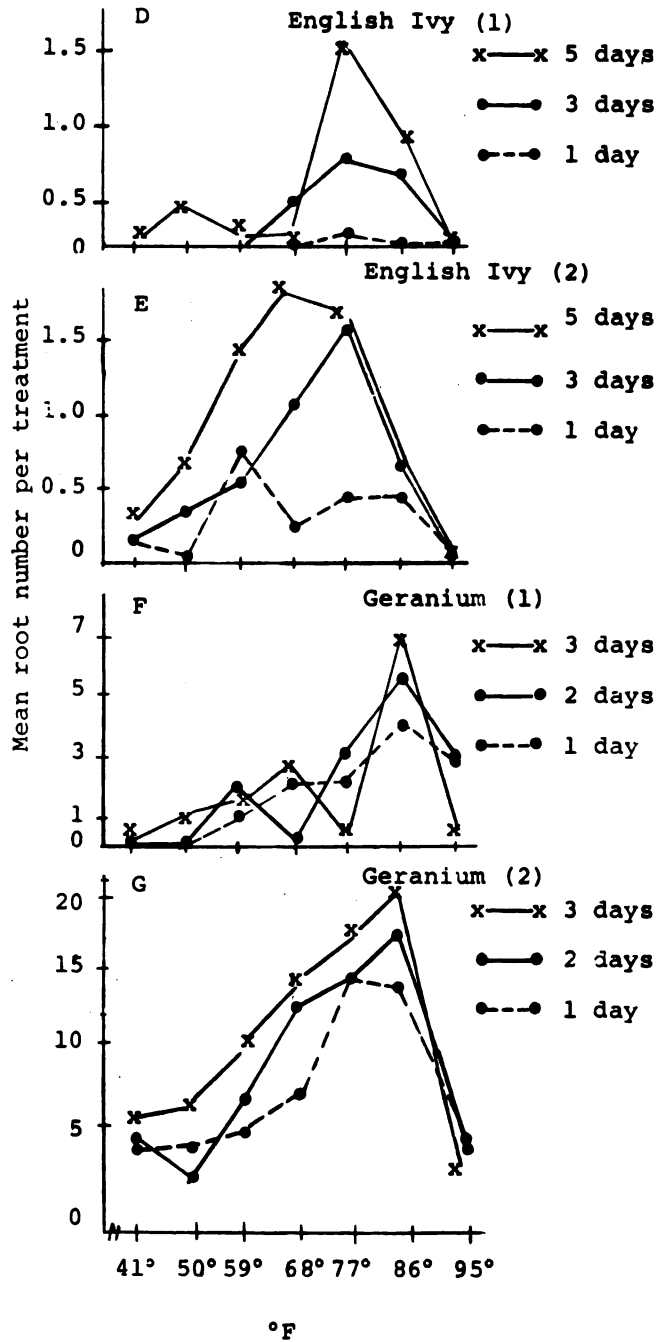 D
English Ivy (1)
x—x 5 days
3 days
1 day
1.5
1.0
0.5
0
E
English Ivy (2)
x—x 5 days
3 days
1 day
1.5
1.0
0.5
0
Mean root number per treatment
F
Geranium (1)
x—x 3 days
2 days
1 day
7
5
3
1
0
G
Geranium (2)
x—x 3 days
2 days
1 day
20
15
10
5
0
41° 50° 59° 68° 77° 86° 95°
°F